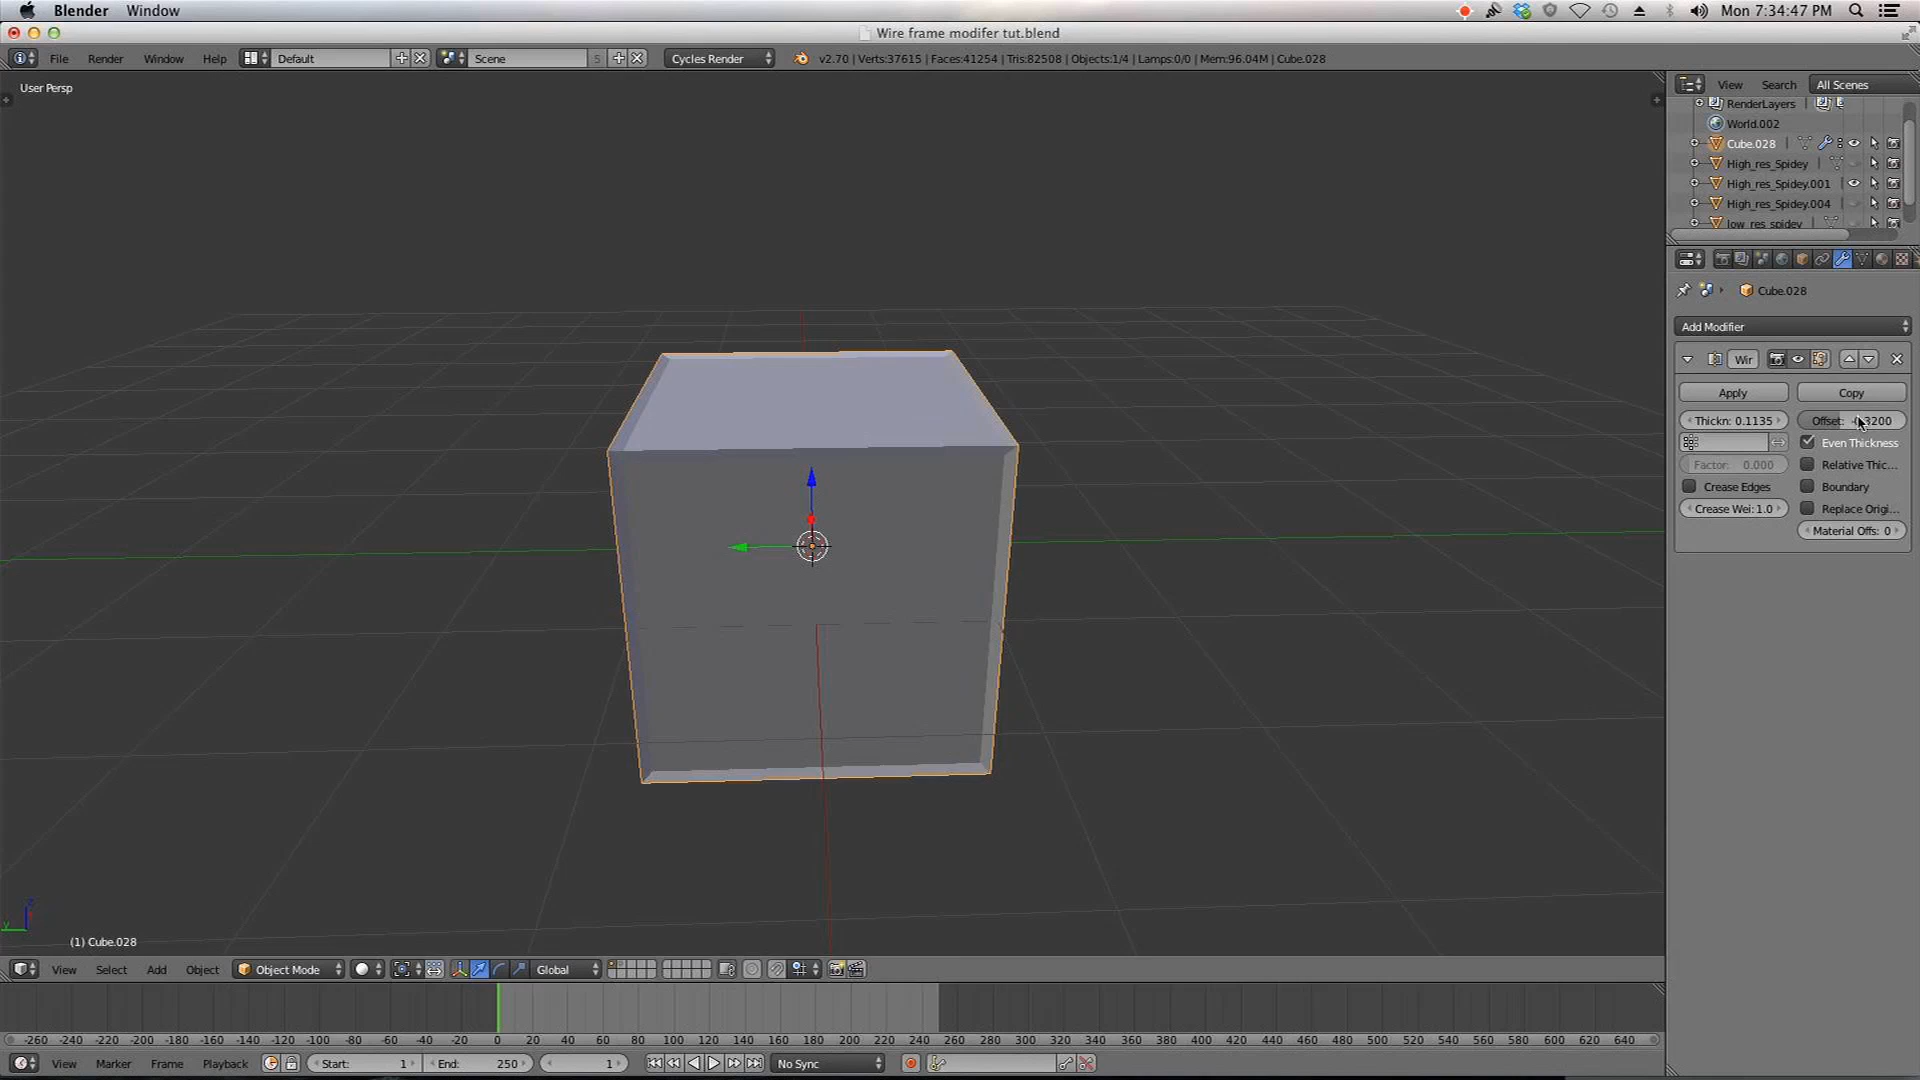 Blender Window Mon 7:34:47 PM
Wire frame modifer tut.blend
File Render Window Help Default Scene 5 Cycles Render v2.70 | Verts:37615 | Faces:41254 | Tris:82508 | Objects:1/4 | Lamps:0/0 | Mem:96.04M | Cube.028
User Persp
View Search All Scenes
RenderLayers
World.002
Cube.028
High_res_Spidey
High_res_Spidey.001
High_res_Spidey.004
low_res_spidey
Cube.028
Add Modifier
Wir
Apply Copy
Thickn: 0.1135 Offset:
Even Thickness
Factor: 0.000 Relative Thic...
Crease Edges Boundary
Crease Wei: 1.0 Replace Origi...
Material Offs: 0
z
y
(1) Cube.028
View Select Add Object Object Mode Global
-260 -240 -220 -200 -180 -160 -140 -120 -100 -80 -60 -40 -20 0 20 40 60 80 100 120 140 160 180 200 220 240 260 280 300 320 340 360 380 400 420 440 460 480 500 520 540 560 580 600 620 640
View Marker Frame Playback Start: 1 End: 250 1 No Sync